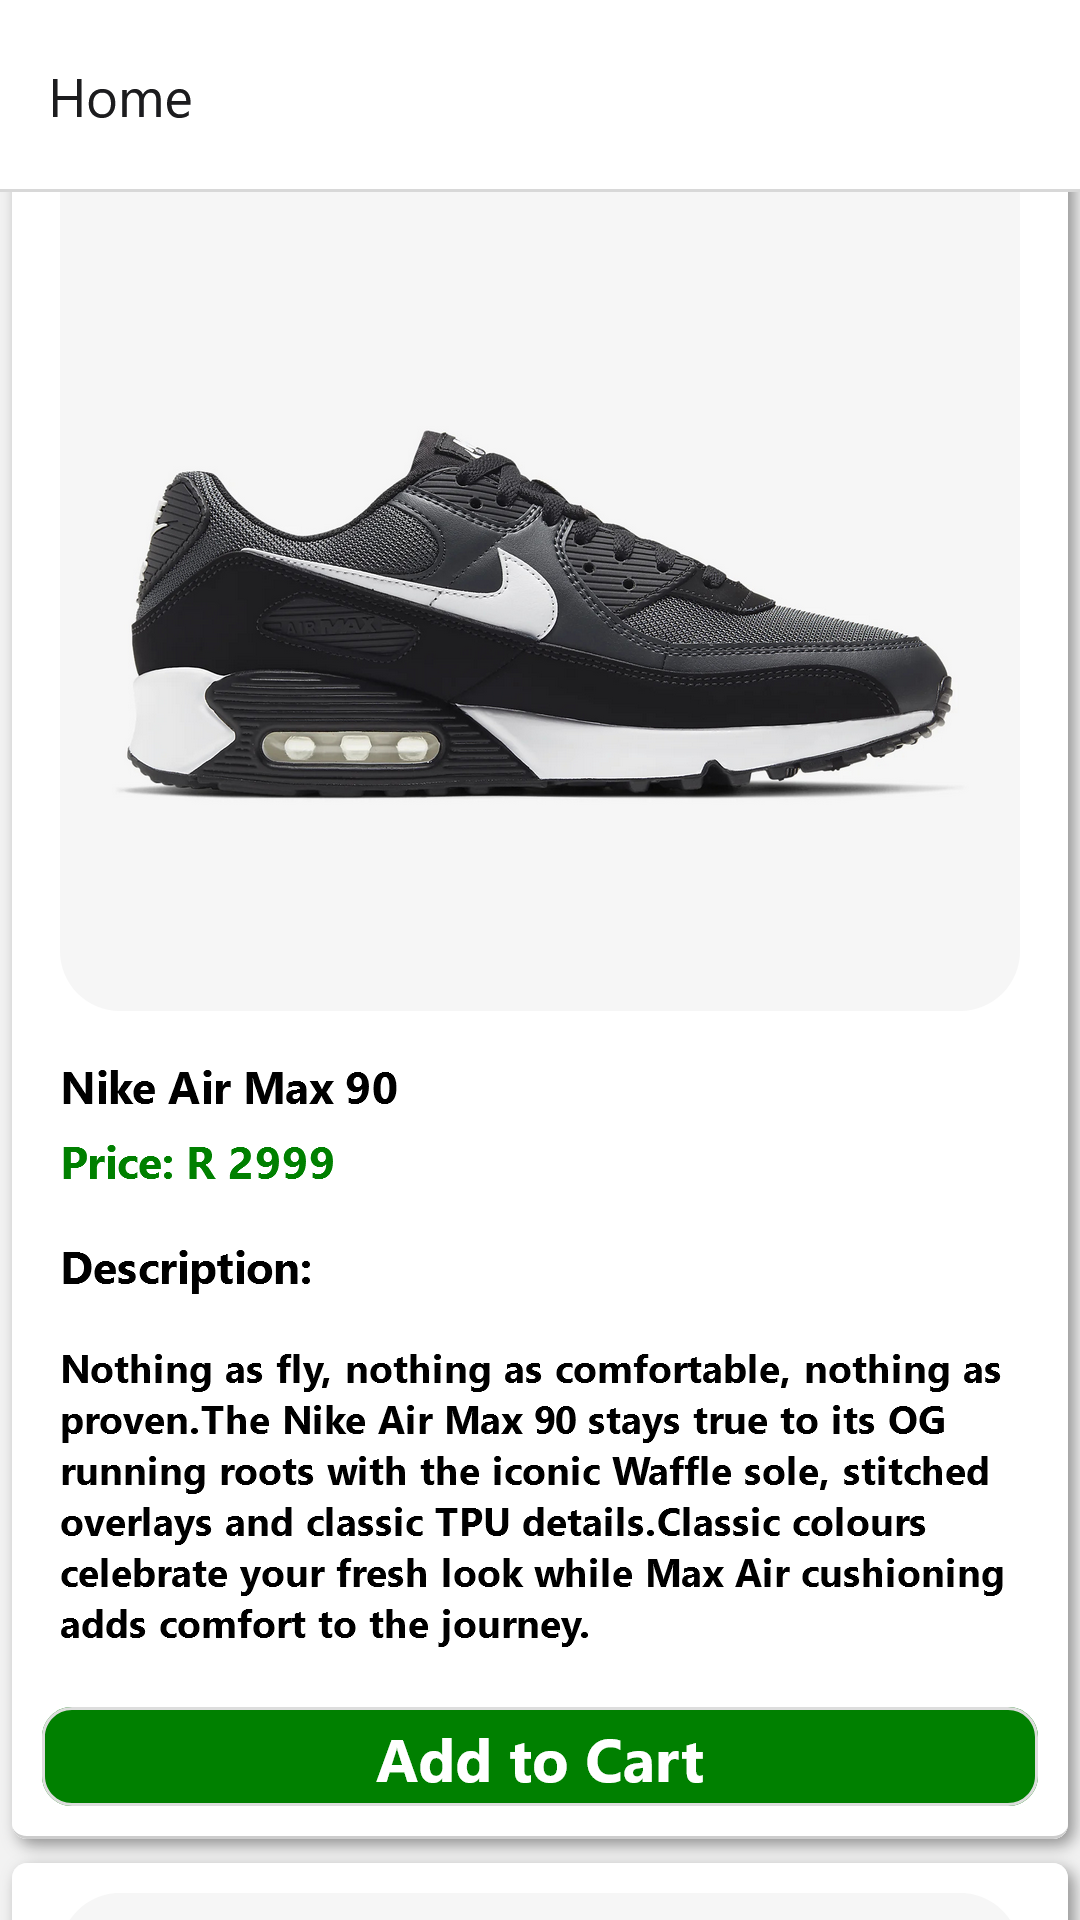 Home
AIRMAX
Nike Air Max 90
Price: R 2999
Description:
Nothing as fly, nothing as comfortable, nothing as
proven.The Nike Air Max 90 stays true to its OG
running roots with the iconic Waffle sole, stitched
overlays and classic TPU details.Classic colours
celebrate your fresh look while Max Air cushioning
adds comfort to the journey.
Add to Cart